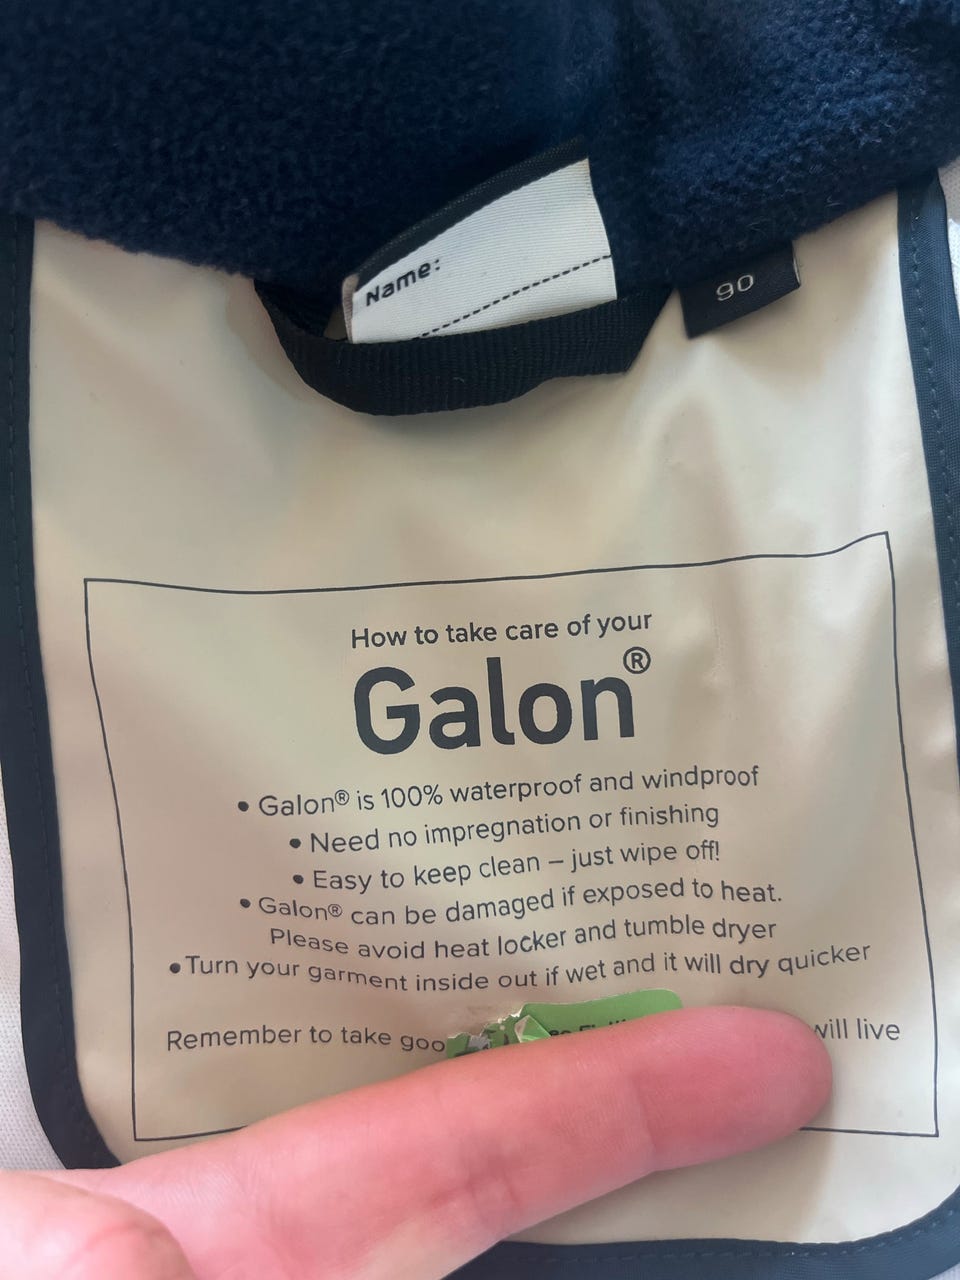 Name:
90
How to take care of your
Galon®
• Galon® is 100% waterproof and windproof
• Need no impregnation or finishing
• Easy to keep clean – just wipe off!
• Galon® can be damaged if exposed to heat.
Please avoid heat locker and tumble dryer
• Turn your garment inside out if wet and it will dry quicker
Remember to take goo will live